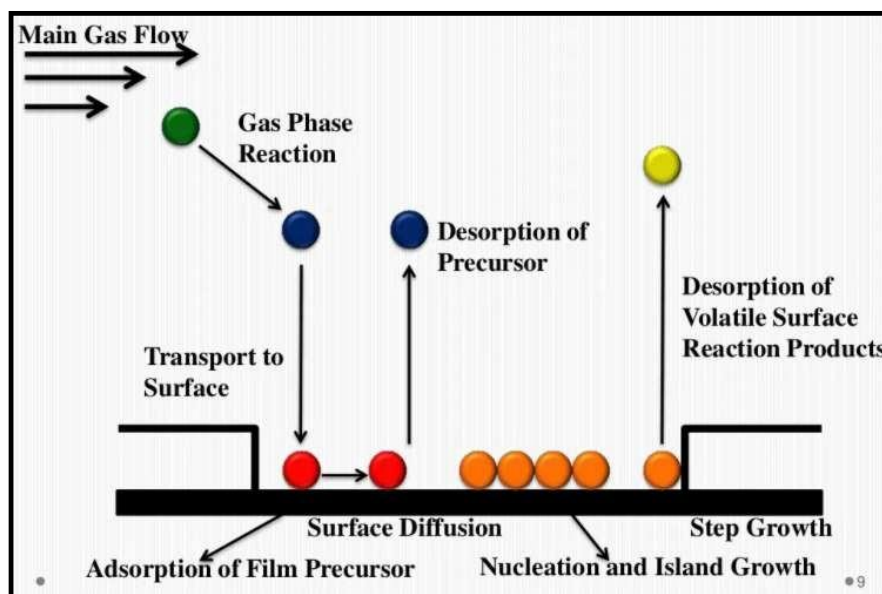 Main Gas Flow
Gas Phase
Reaction
Desorption of
Precursor
Desorption of
Volatile Surface
Reaction Products
Transport to
Surface
Surface Diffusion
Step Growth
Adsorption of Film Precursor
Nucleation and Island Growth
9